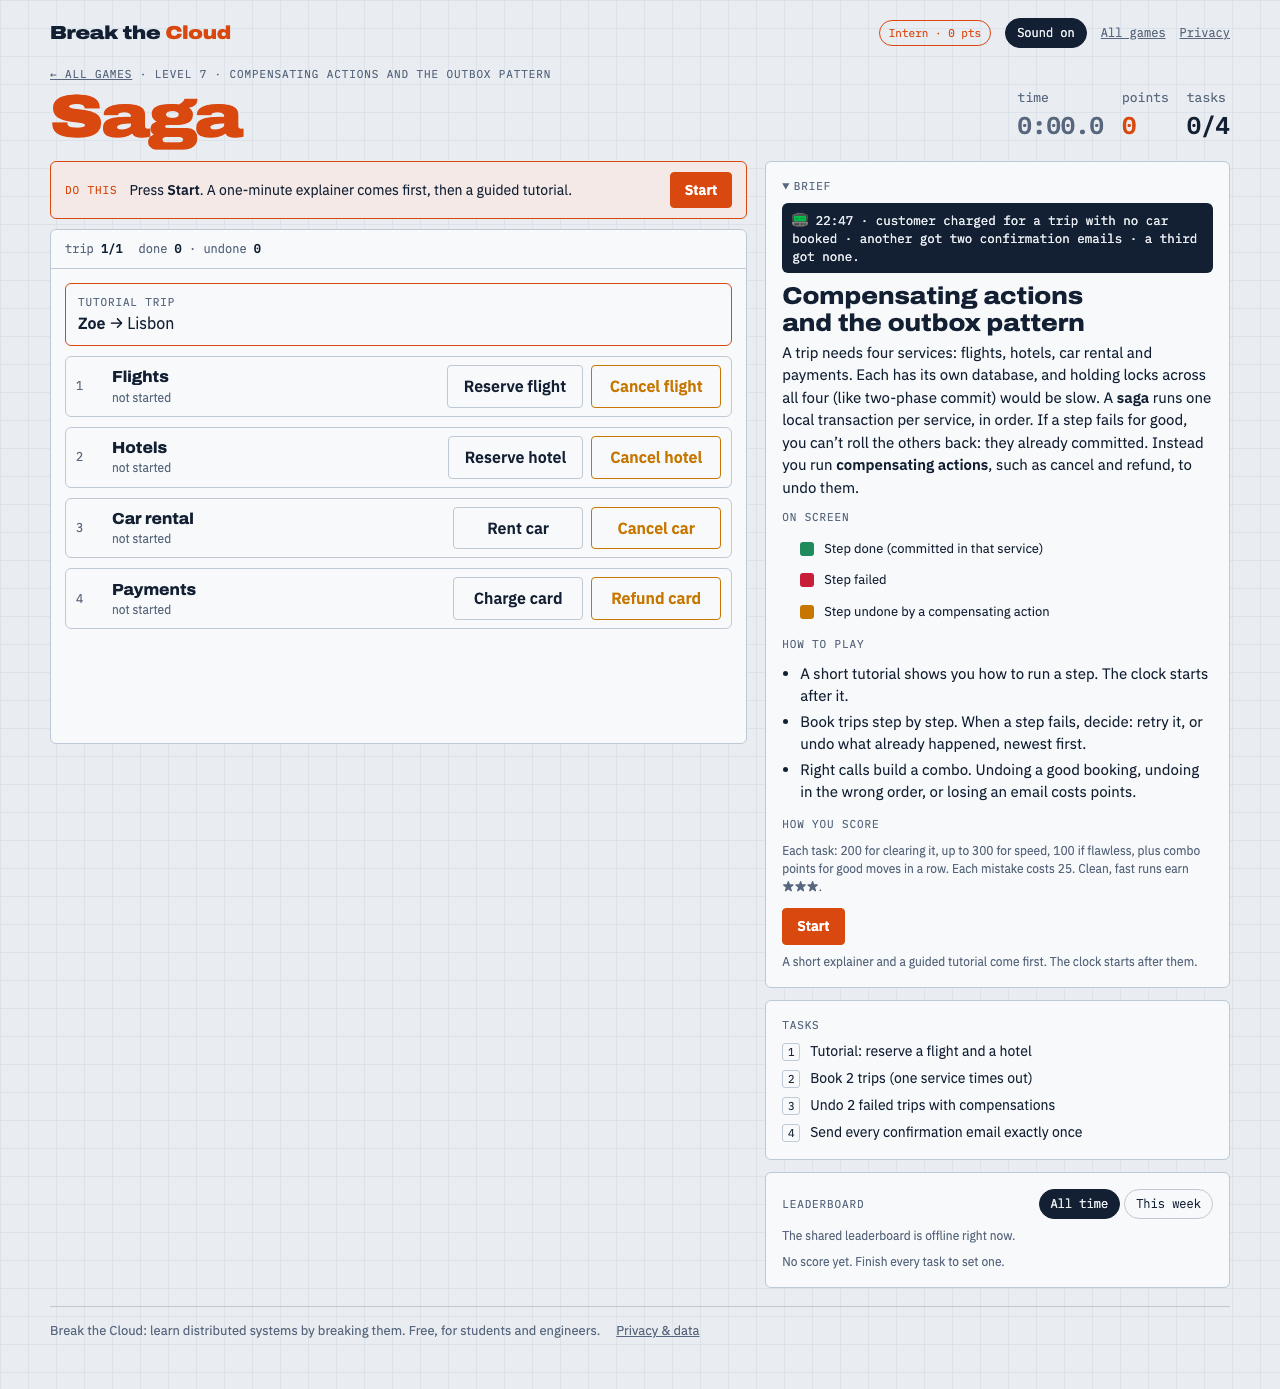 Break the Cloud
Intern · 0 pts
Sound on
All games
Privacy
← ALL GAMES · LEVEL 7 · COMPENSATING ACTIONS AND THE OUTBOX PATTERN
Saga
time
0:00.0
points
0
tasks
0/4
DO THIS Press Start. A one-minute explainer comes first, then a guided tutorial.
Start
trip 1/1 done 0 · undone 0
TUTORIAL TRIP
Zoe → Lisbon
1
Flights
not started
Reserve flight
Cancel flight
2
Hotels
not started
Reserve hotel
Cancel hotel
3
Car rental
not started
Rent car
Cancel car
4
Payments
not started
Charge card
Refund card
▼ BRIEF
22:47 · customer charged for a trip with no car
booked · another got two confirmation emails · a third
got none.
Compensating actions
and the outbox pattern
A trip needs four services: flights, hotels, car rental and
payments. Each has its own database, and holding locks across
all four (like two-phase commit) would be slow. A saga runs one
local transaction per service, in order. If a step fails for good,
you can’t roll the others back: they already committed. Instead
you run compensating actions, such as cancel and refund, to
undo them.
ON SCREEN
Step done (committed in that service)
Step failed
Step undone by a compensating action
HOW TO PLAY
• A short tutorial shows you how to run a step. The clock starts
after it.
• Book trips step by step. When a step fails, decide: retry it, or
undo what already happened, newest first.
• Right calls build a combo. Undoing a good booking, undoing
in the wrong order, or losing an email costs points.
HOW YOU SCORE
Each task: 200 for clearing it, up to 300 for speed, 100 if flawless, plus combo
points for good moves in a row. Each mistake costs 25. Clean, fast runs earn
★★★.
Start
A short explainer and a guided tutorial come first. The clock starts after them.
TASKS
1 Tutorial: reserve a flight and a hotel
2 Book 2 trips (one service times out)
3 Undo 2 failed trips with compensations
4 Send every confirmation email exactly once
LEADERBOARD
All time
This week
The shared leaderboard is offline right now.
No score yet. Finish every task to set one.
Break the Cloud: learn distributed systems by breaking them. Free, for students and engineers. Privacy & data